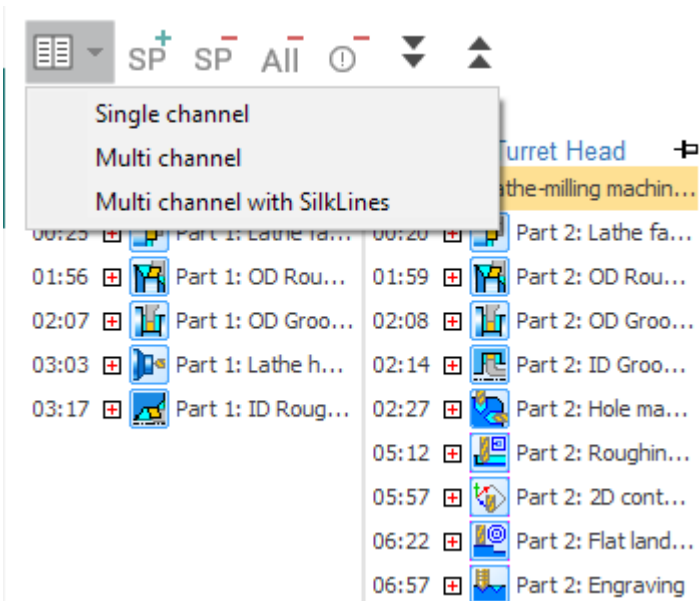 SP SP All
Single channel
Multi channel
Multi channel with SilkLines
Turret Head
lathe-milling machin...
00:25 Part 1: Lathe fa... 00:20 Part 2: Lathe fa...
01:56 Part 1: OD Rou... 01:59 Part 2: OD Rou...
02:07 Part 1: OD Groo... 02:08 Part 2: OD Groo...
03:03 Part 1: Lathe h... 02:14 Part 2: ID Groo...
03:17 Part 1: ID Roug... 02:27 Part 2: Hole ma...
05:12 Part 2: Roughin...
05:57 Part 2: 2D cont...
06:22 Part 2: Flat land...
06:57 Part 2: Engraving